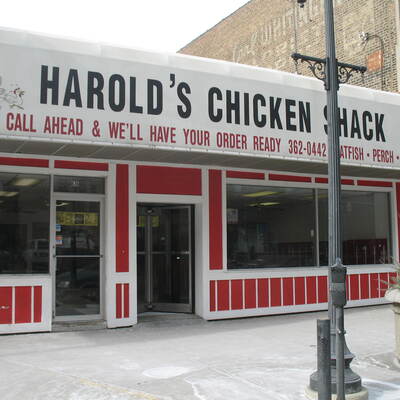 HAROLD'S CHICKEN SHACK
CALL AHEAD & WE'LL HAVE YOUR ORDER READY 362-0442 CATFISH • PERCH •